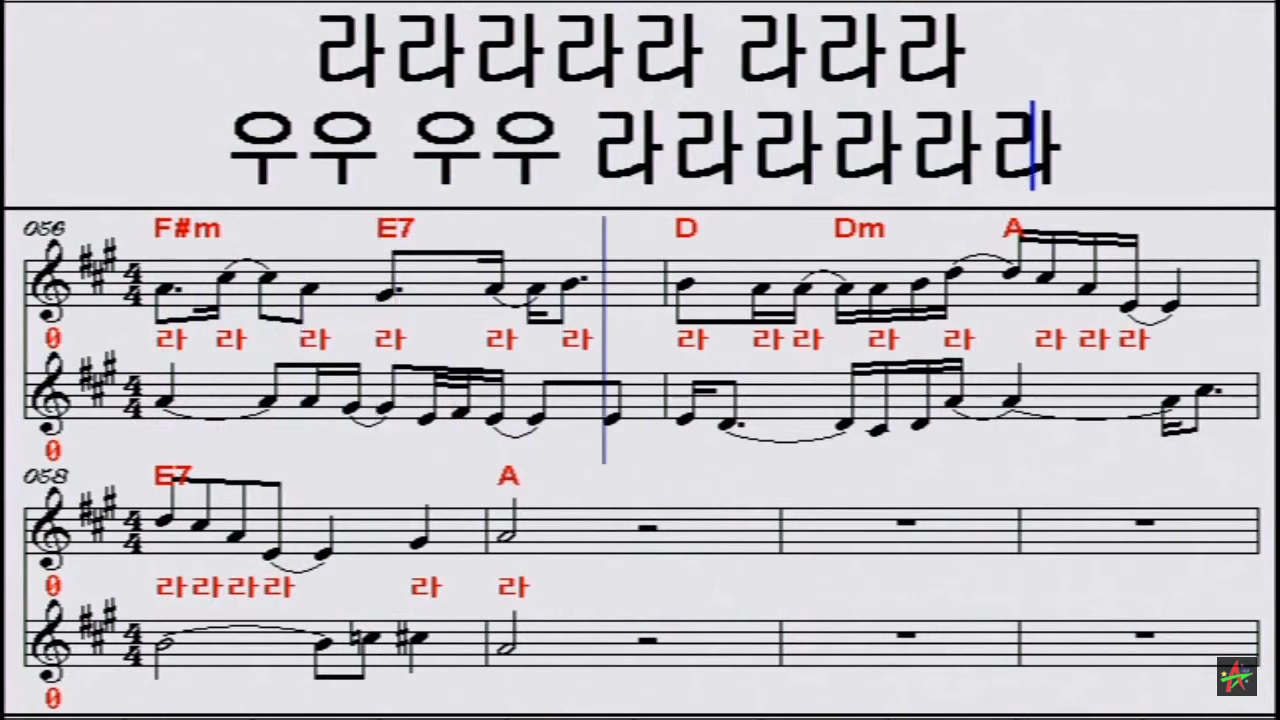 라라라라라 라라라
우우 우우 라라라라라라
056 F#m E7 D Dm A
0 라 라 라 라 라 라 라 라 라 라 라 라 라 라
0
058 E7 A
0 라 라 라 라 라 라
0